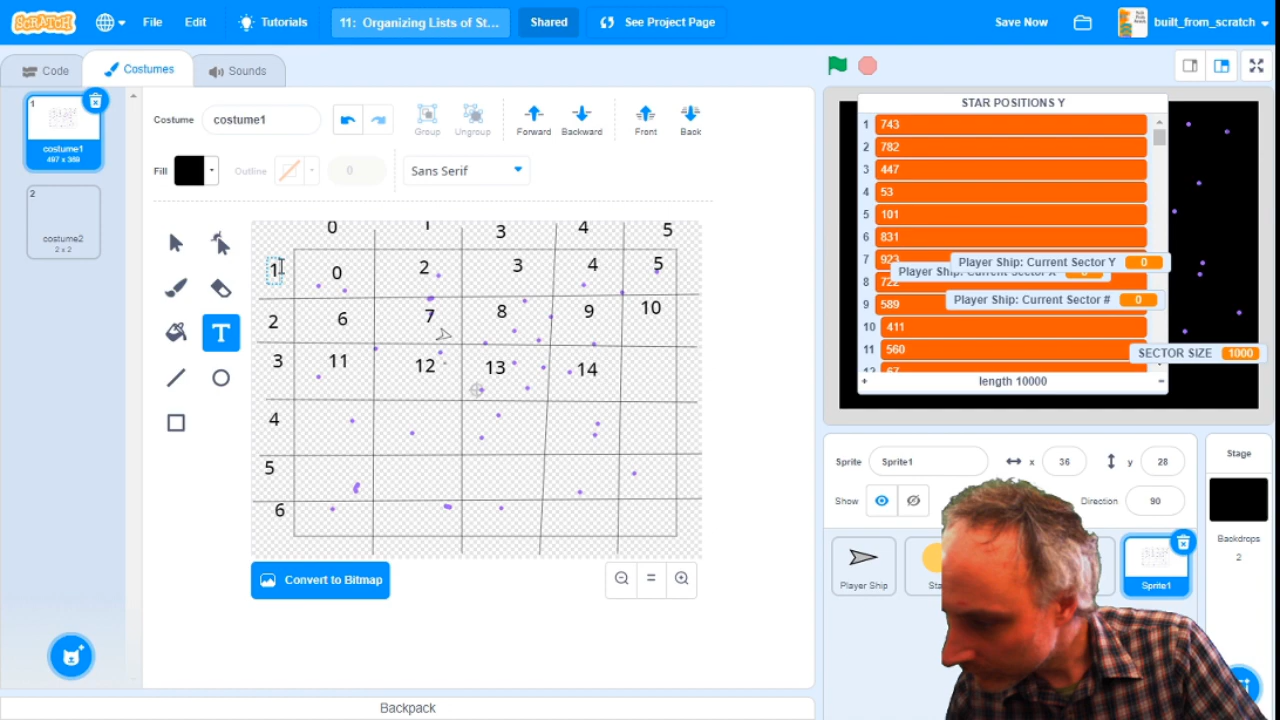 SCRATCH File Edit Tutorials 11: Organizing Lists of St... Shared See Project Page Save Now built_from_scratch
Code Costumes Sounds
1
costume1
497 x 389
2
costume2
2 x 2
Costume costume1 Group Ungroup Forward Backward Front Back
Fill Outline 0 Sans Serif
T
0 1 3 4 5
1 0 2 3 4 5
2 6 7 8 9 10
3 11 12 13 14
4
5
6
Convert to Bitmap
=
STAR POSITIONS Y
1 743
2 782
3 447
4 53
5 101
6 831
7 923
Player Ship: Current Sector Y 0
8 722
Player Ship: Current Sector # 0
9 589
10 411
11 560
SECTOR SIZE 1000
+ length 10000 =
Sprite Sprite1 x 36 y 28
Show Direction 90
Player Ship
Sprite1
Stage
Backdrops
2
Backpack